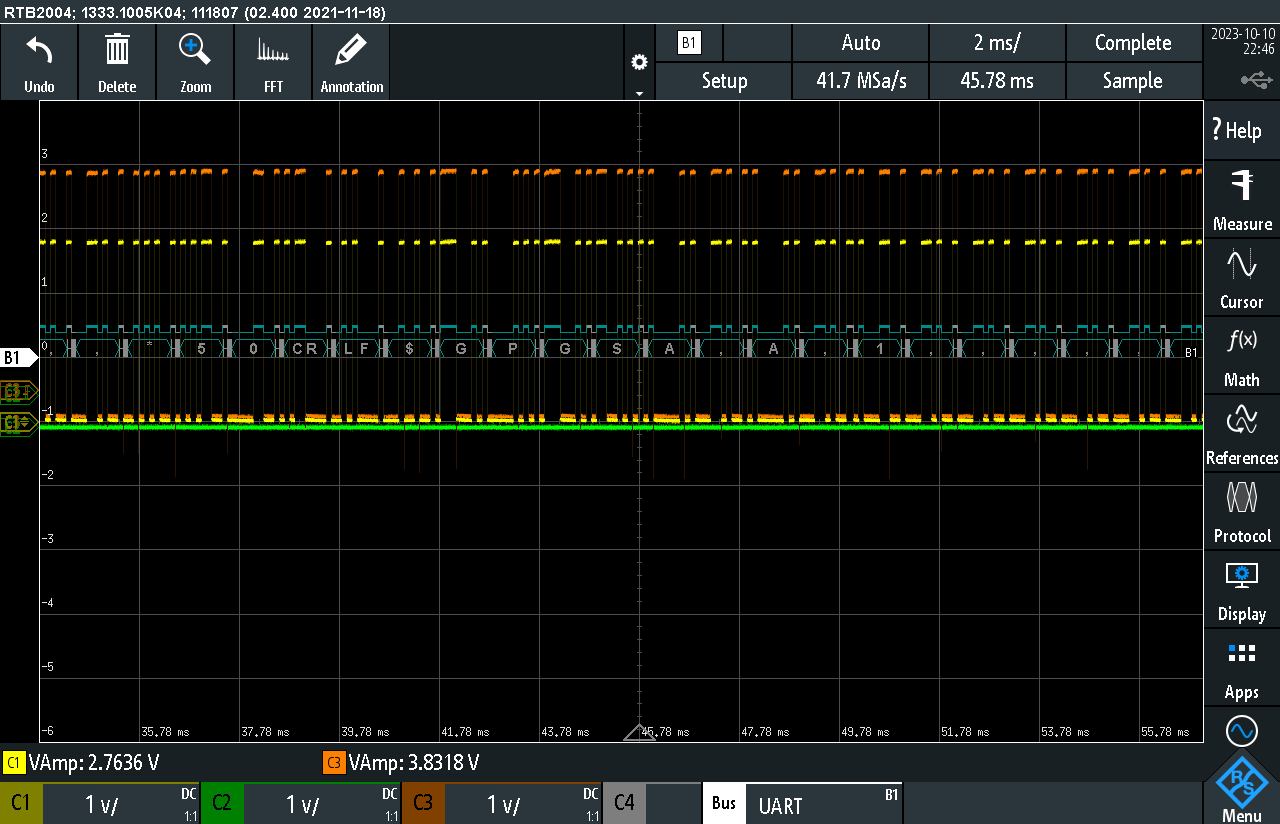 RTB2004; 1333.1005K04; 111807 (02.400 2021-11-18)
Undo Delete Zoom FFT Annotation
B1 Auto 2 ms/ Complete
Setup 41.7 MSa/s 45.78 ms Sample
2023-10-10
22:46
? Help
Measure
Cursor
f(x)
Math
References
Protocol
Display
Apps
R&S
Menu
3
2
1
0
-1
-2
-3
-4
-5
-6
B1
, , * 5 0 CR LF $ G P G S A , A , 1 , , , , , B1
35.78 ms 37.78 ms 39.78 ms 41.78 ms 43.78 ms 45.78 ms 47.78 ms 49.78 ms 51.78 ms 53.78 ms 55.78 ms
C1 VAmp: 2.7636 V C3 VAmp: 3.8318 V
C1 1 V/ DC 1:1 C2 1 V/ DC 1:1 C3 1 V/ DC 1:1 C4 Bus UART B1